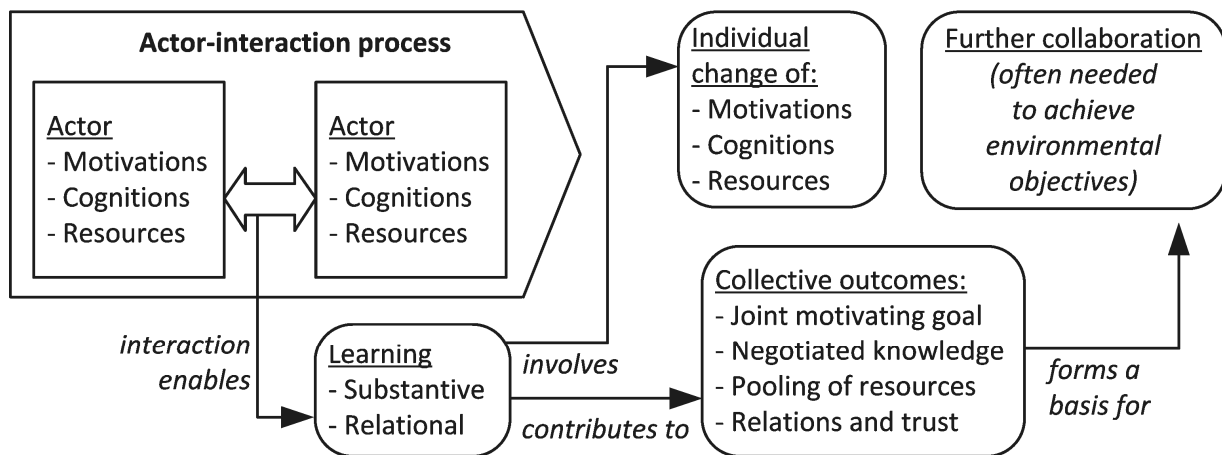 Actor-interaction process
Actor
- Motivations
- Cognitions
- Resources
Actor
- Motivations
- Cognitions
- Resources
interaction
enables
Learning
- Substantive
- Relational
involves
contributes to
Individual
change of:
- Motivations
- Cognitions
- Resources
Collective outcomes:
- Joint motivating goal
- Negotiated knowledge
- Pooling of resources
- Relations and trust
forms a
basis for
Further collaboration
(often needed
to achieve
environmental
objectives)